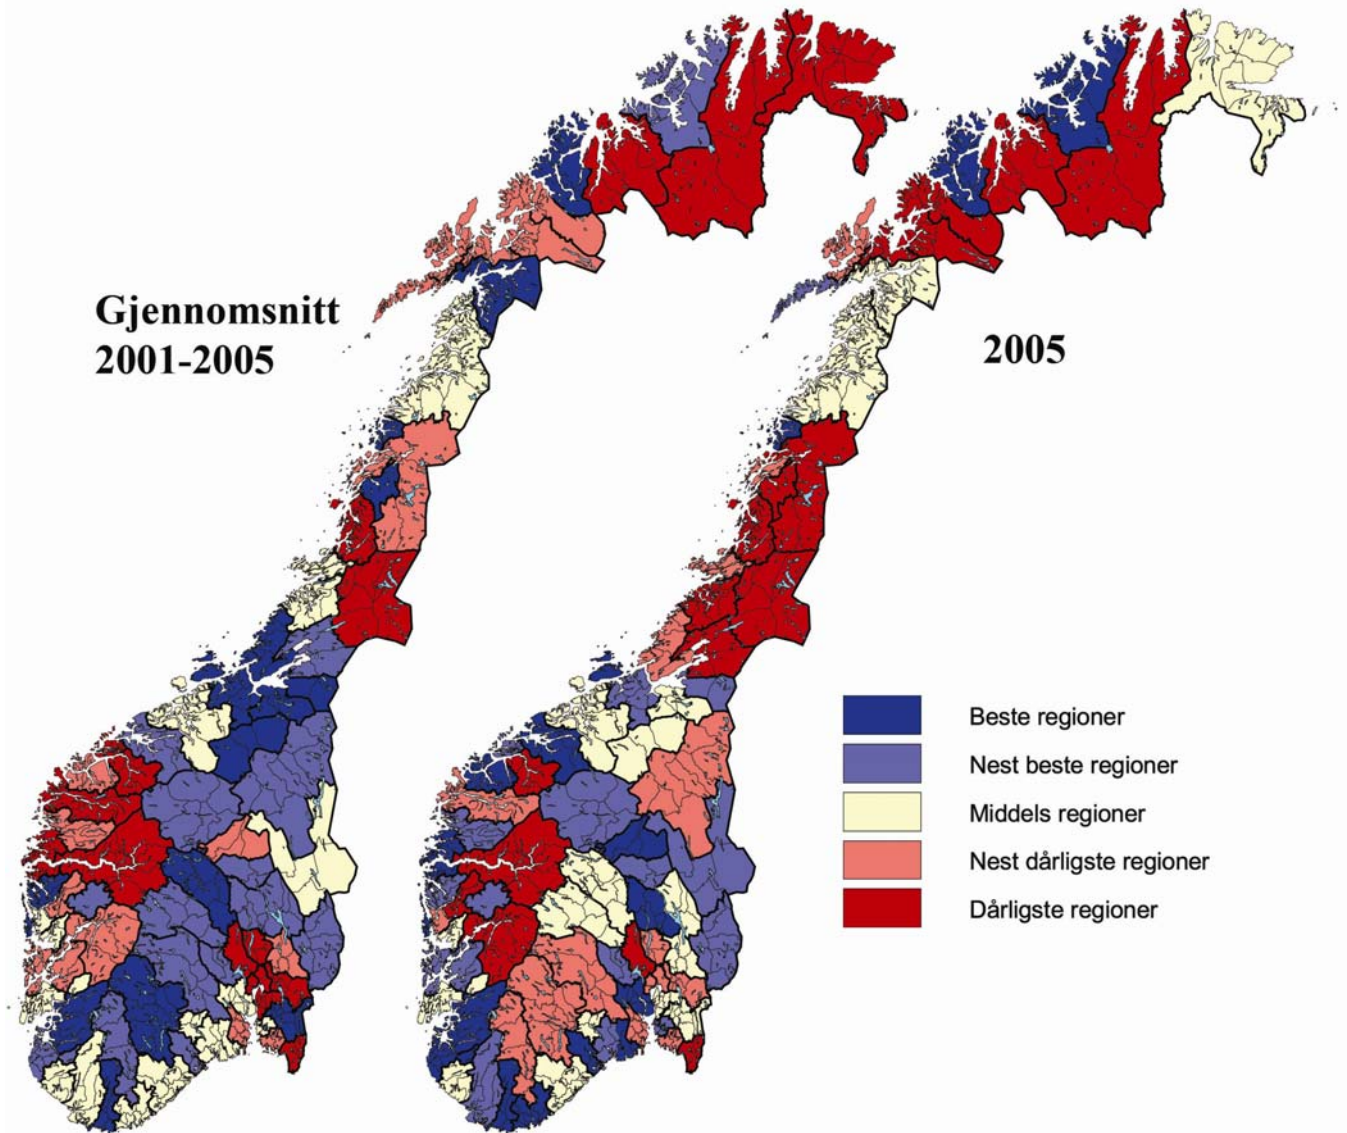 Gjennomsnitt
2001-2005
2005
Beste regioner
Nest beste regioner
Middels regioner
Nest dårligste regioner
Dårligste regioner